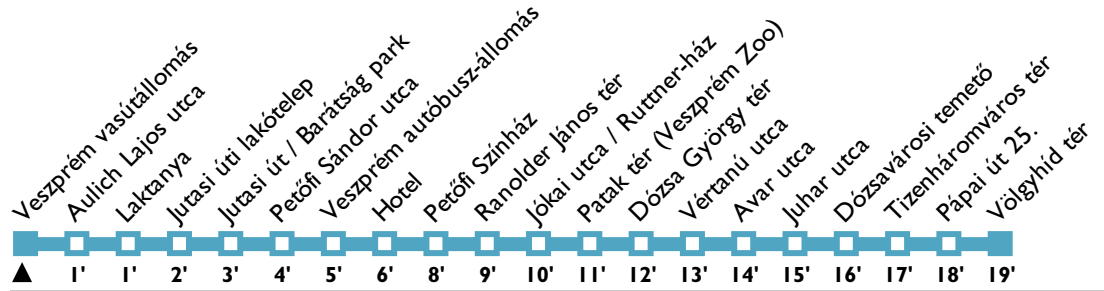 Veszprém vasútállomás
Aulich Lajos utca
Laktanya
Jutasi úti lakótelep
Jutasi út / Barátság park
Petőfi Sándor utca
Veszprém autóbusz-állomás
Hotel
Petőfi Színház
Ranolder János tér
Jókai utca / Ruttner-ház
Patak tér (Veszprém Zoo)
Dózsa György tér
Vértanú utca
Avar utca
Juhar utca
Dózsavárosi temető
Tizenháromváros tér
Pápai út 25.
Völgyhíd tér
▲ 1' 1' 2' 3' 4' 5' 6' 8' 9' 10' 11' 12' 13' 14' 15' 16' 17' 18' 19'